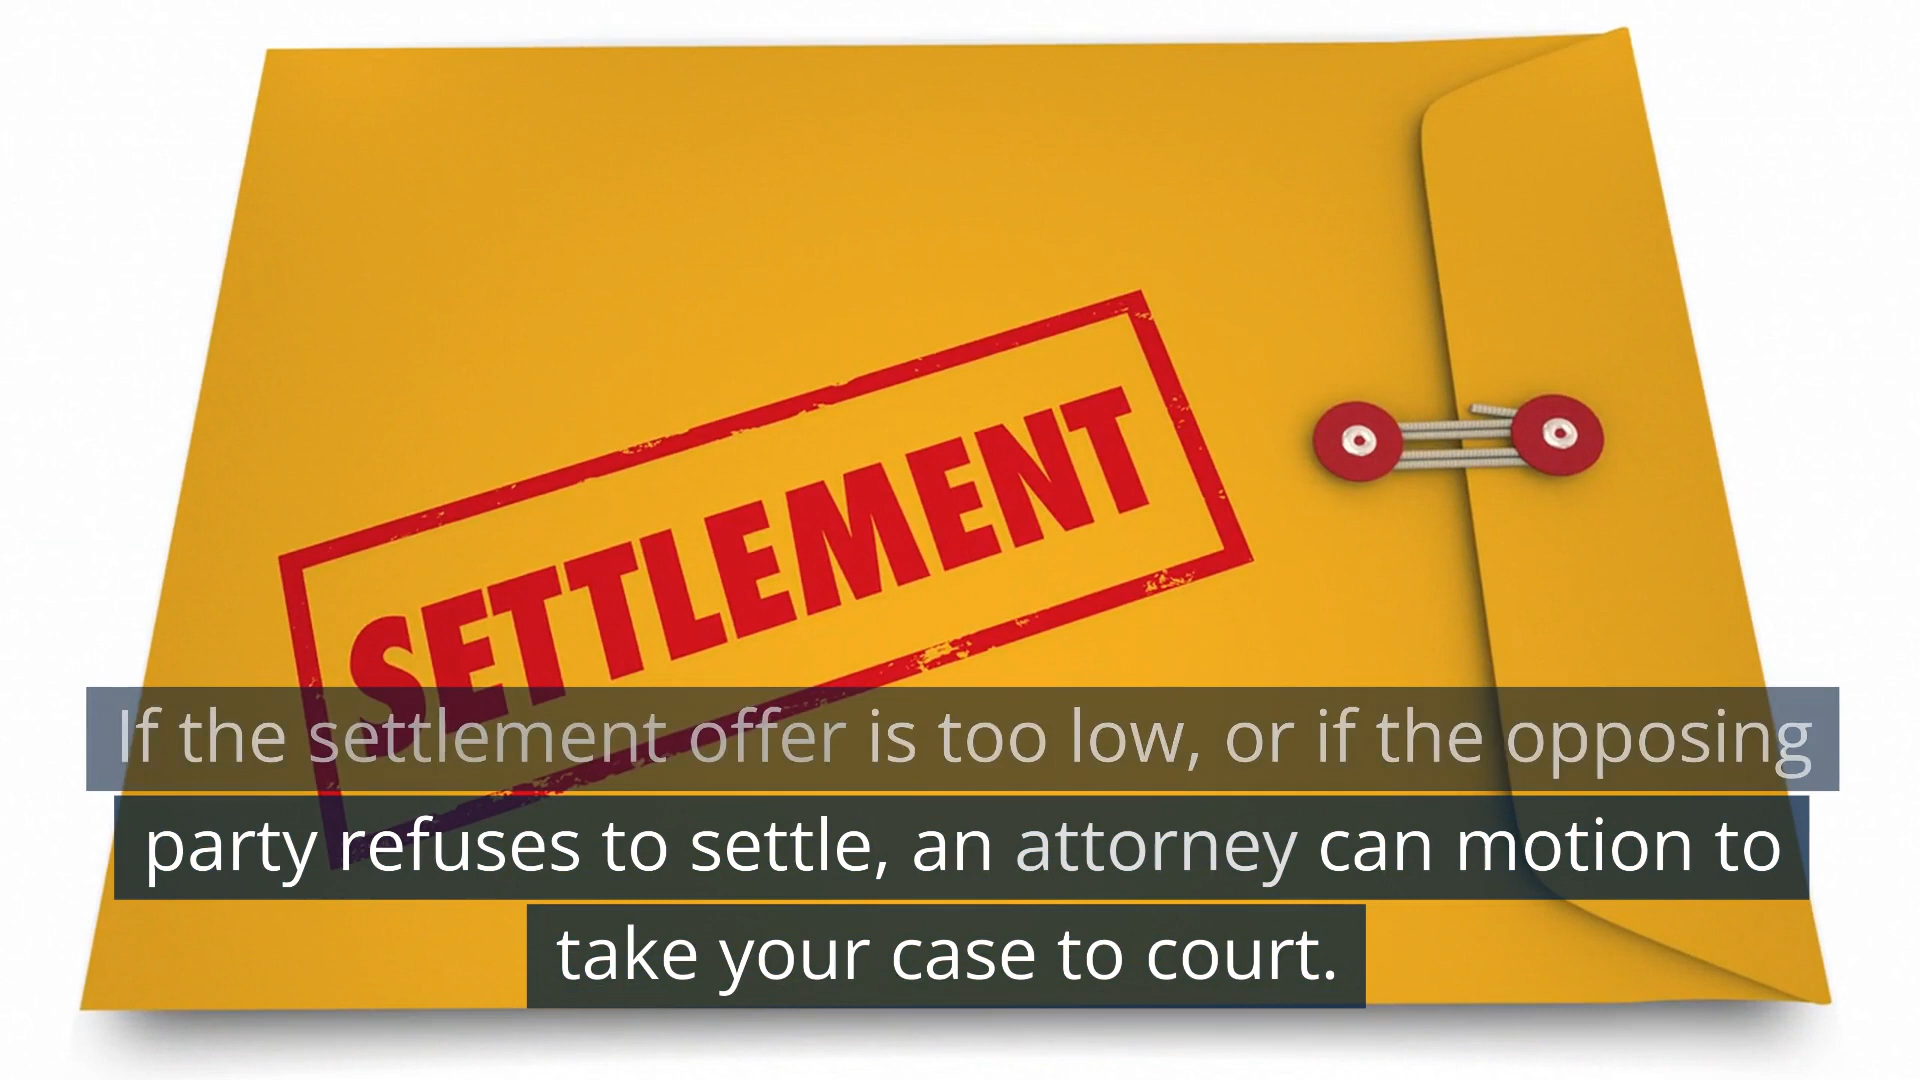 SETTLEMENT
If the settlement offer is too low, or if the opposing
party refuses to settle, an attorney can motion to
take your case to court.